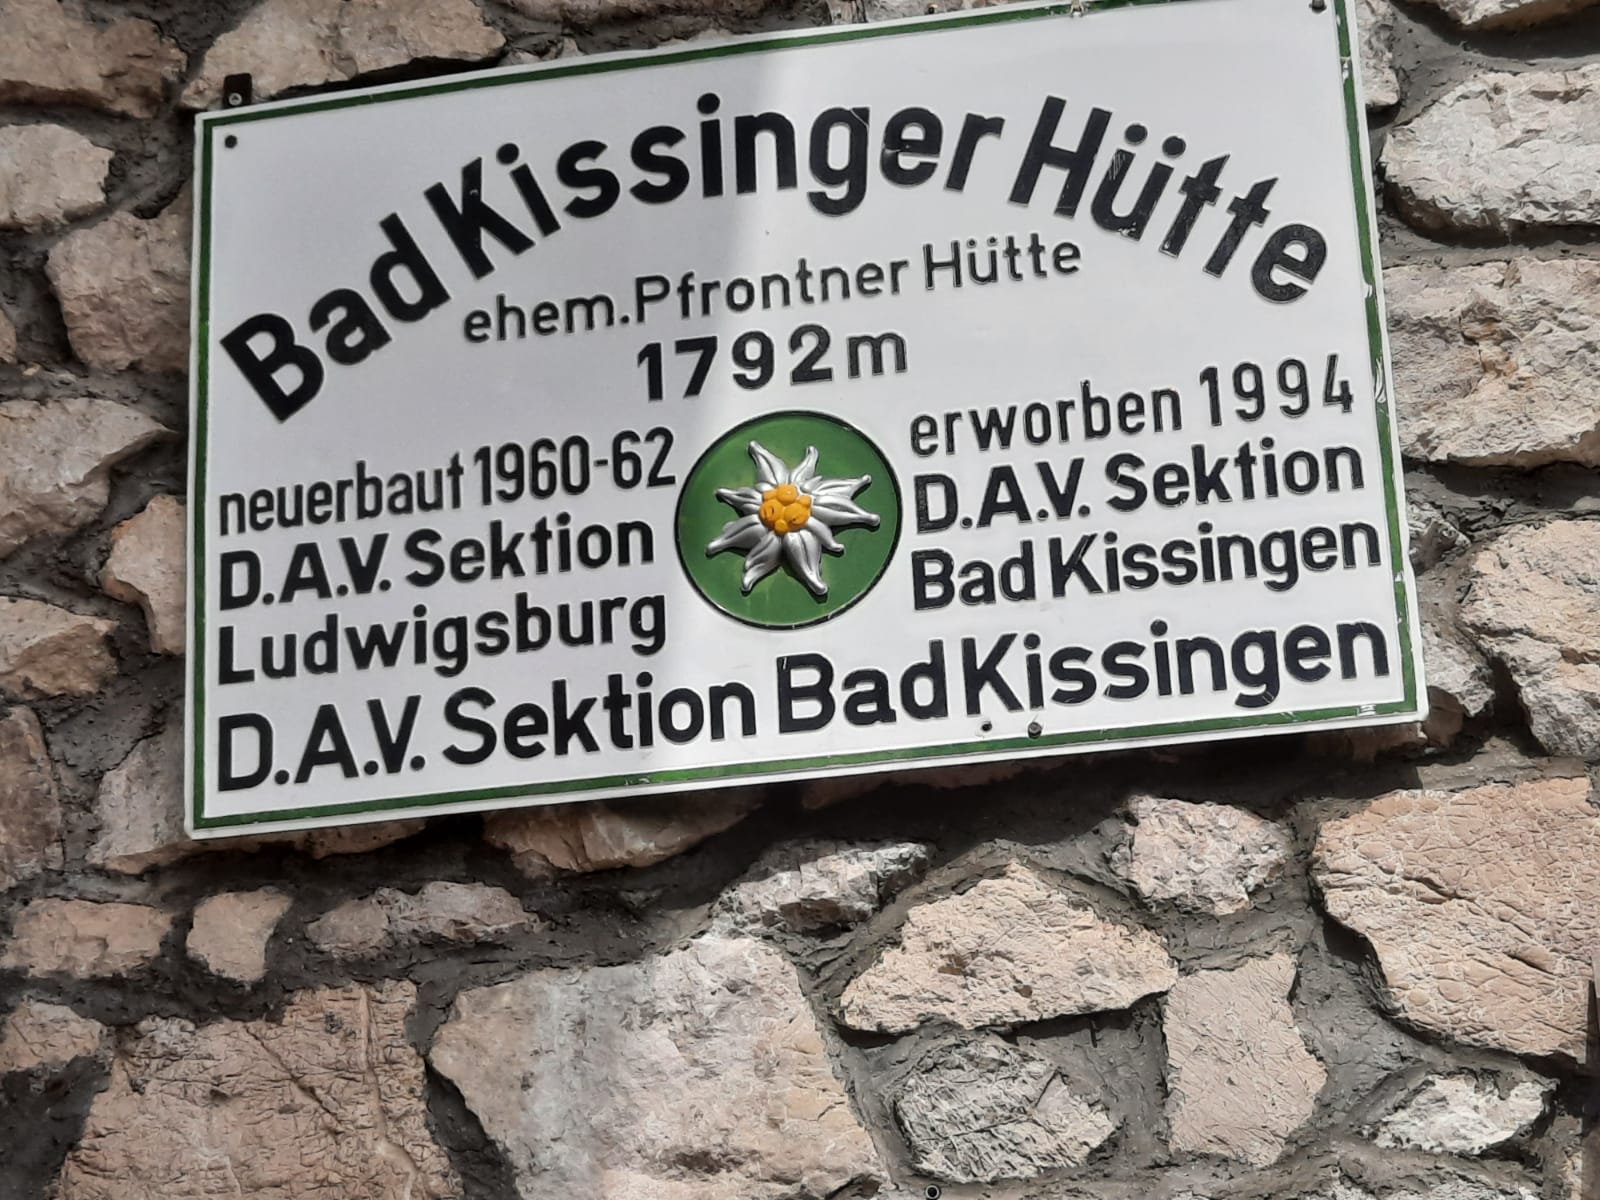 Bad Kissinger Hütte
ehem. Pfrontner Hütte
1792 m
neuerbaut 1960-62
D.A.V. Sektion
Ludwigsburg
erworben 1994
D.A.V. Sektion
Bad Kissingen
D.A.V. Sektion Bad Kissingen